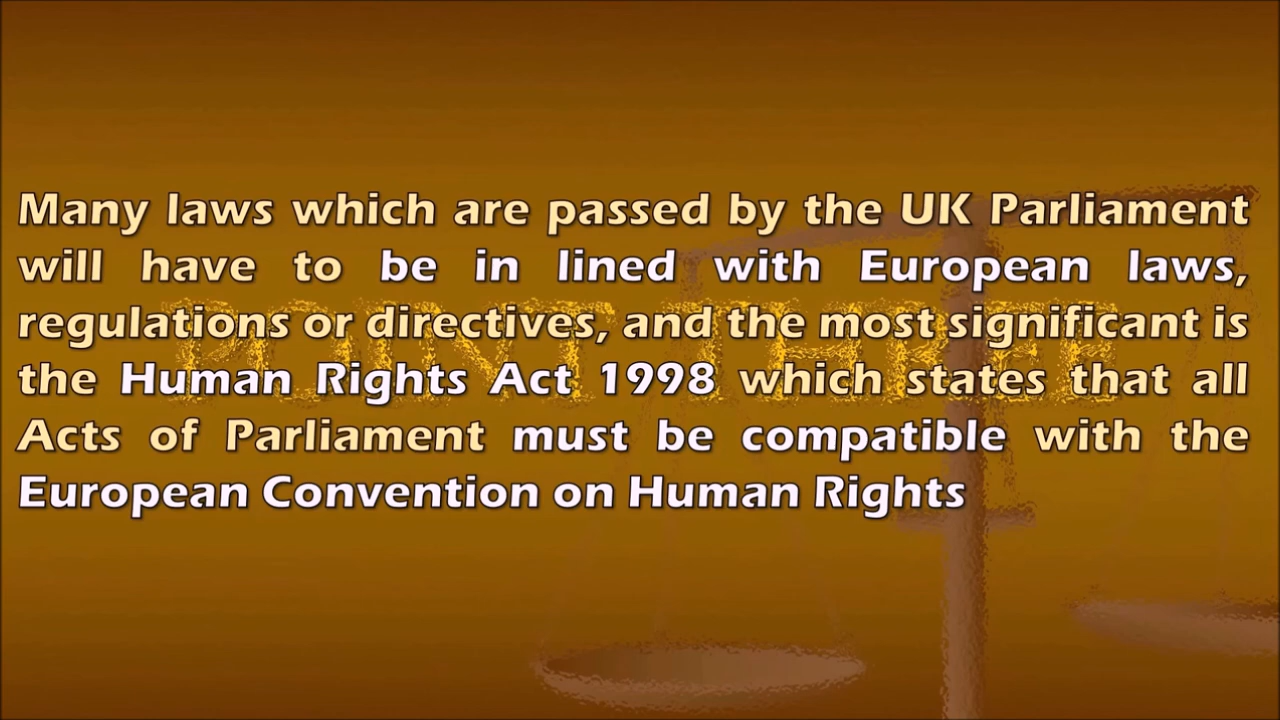 Many laws which are passed by the UK Parliament
will have to be in lined with European laws,
regulations or directives, and the most significant is
the Human Rights Act 1998 which states that all
Acts of Parliament must be compatible with the
European Convention on Human Rights
POINT THREE